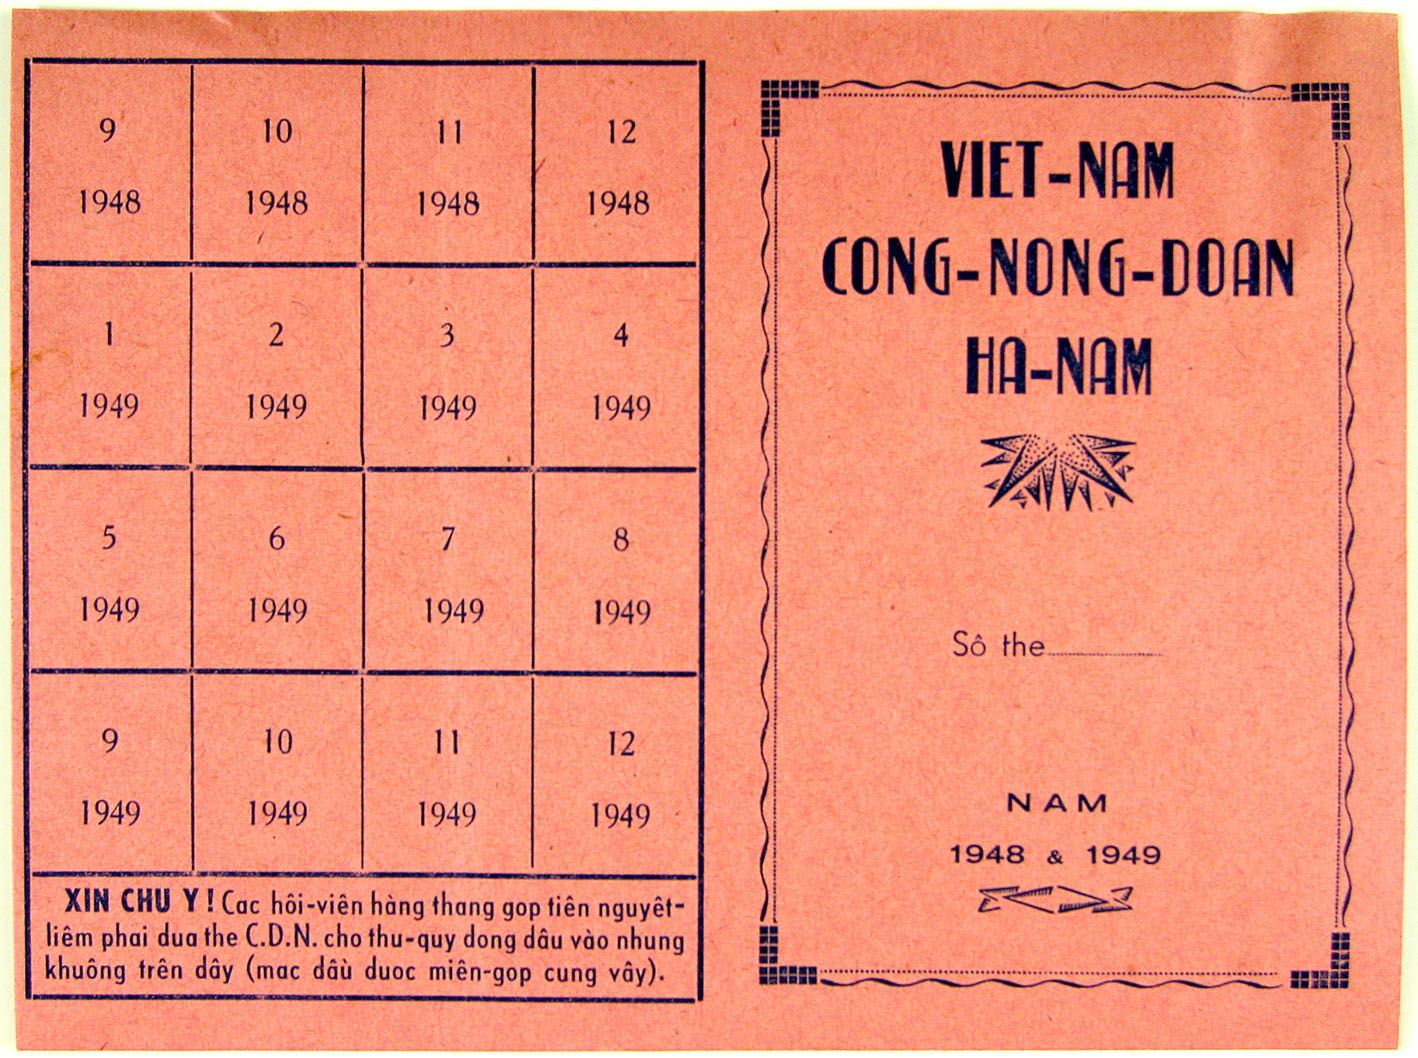 9 10 11 12
1948 1948 1948 1948
1 2 3 4
1949 1949 1949 1949
5 6 7 8
1949 1949 1949 1949
9 10 11 12
1949 1949 1949 1949
XIN CHU Y! Cac hôi-viên hàng thang gop tiên nguyêt-
liêm phai dua the C.D.N. cho thu-quy dong dâu vào nhung
khuông trên dây (mac dâù duoc miên-gop cung vây).
VIET-NAM
CONG-NONG-DOAN
HA-NAM
Sô the
NAM
1948 & 1949